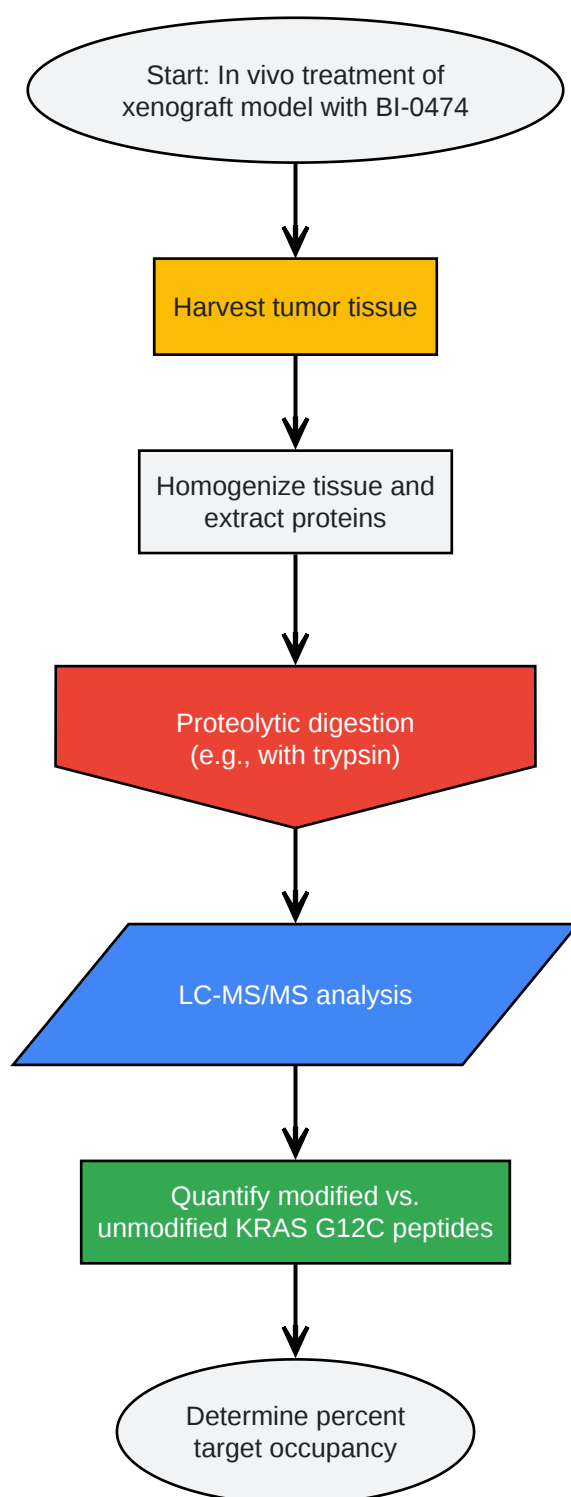 Start: In vivo treatment of
xenograft model with BI-0474
Harvest tumor tissue
Homogenize tissue and
extract proteins
Proteolytic digestion
(e.g., with trypsin)
LC-MS/MS analysis
Quantify modified vs.
unmodified KRAS G12C peptides
Determine percent
target occupancy